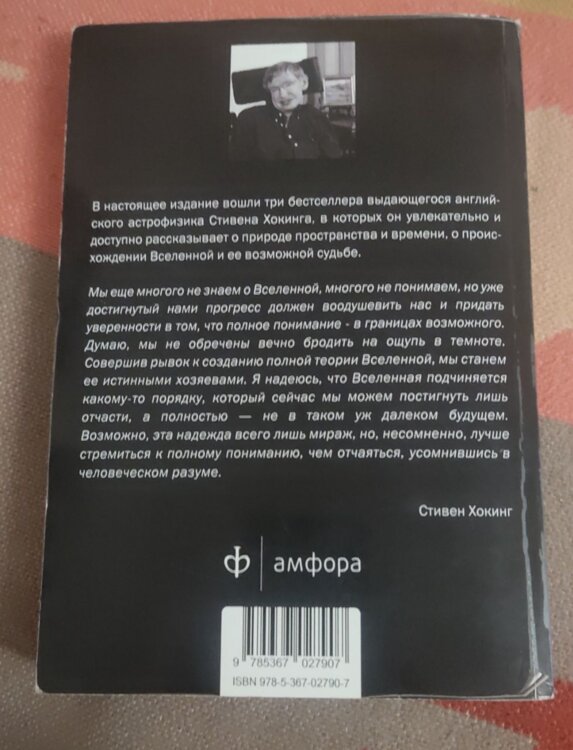 В настоящее издание вошли три бестселлера выдающегося англий-
ского астрофизика Стивена Хокинга, в которых он увлекательно и
доступно рассказывает о природе пространства и времени, о проис-
хождении Вселенной и ее возможной судьбе.
Мы еще многого не знаем о Вселенной, многого не понимаем, но уже
достигнутый нами прогресс должен воодушевить нас и придать
уверенности в том, что полное понимание - в границах возможного.
Думаю, мы не обречены вечно бродить на ощупь в темноте.
Совершив рывок к созданию полной теории Вселенной, мы станем
ее истинными хозяевами. Я надеюсь, что Вселенная подчиняется
какому-то порядку, который сейчас мы можем постигнуть лишь
отчасти, а полностью — не в таком уж далеком будущем.
Возможно, эта надежда всего лишь мираж, но, несомненно, лучше
стремиться к полному пониманию, чем отчаяться, усомнившись в
человеческом разуме.
Стивен Хокинг
амфора
9 785367 027907
ISBN 978-5-367-02790-7